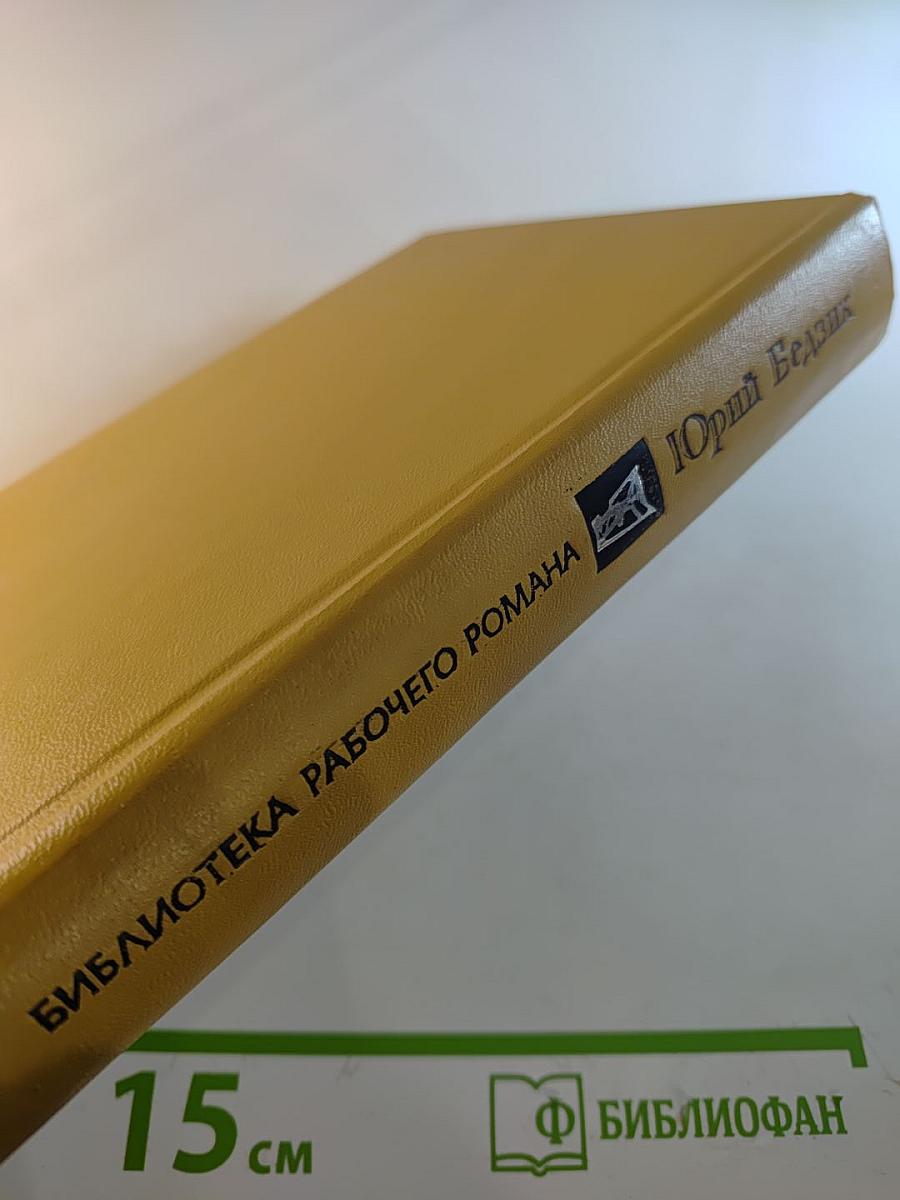 БИБЛИОТЕКА РАБОЧЕГО РОМАНА Юрий Бедзик
15 см
Ф БИБЛИОФАН